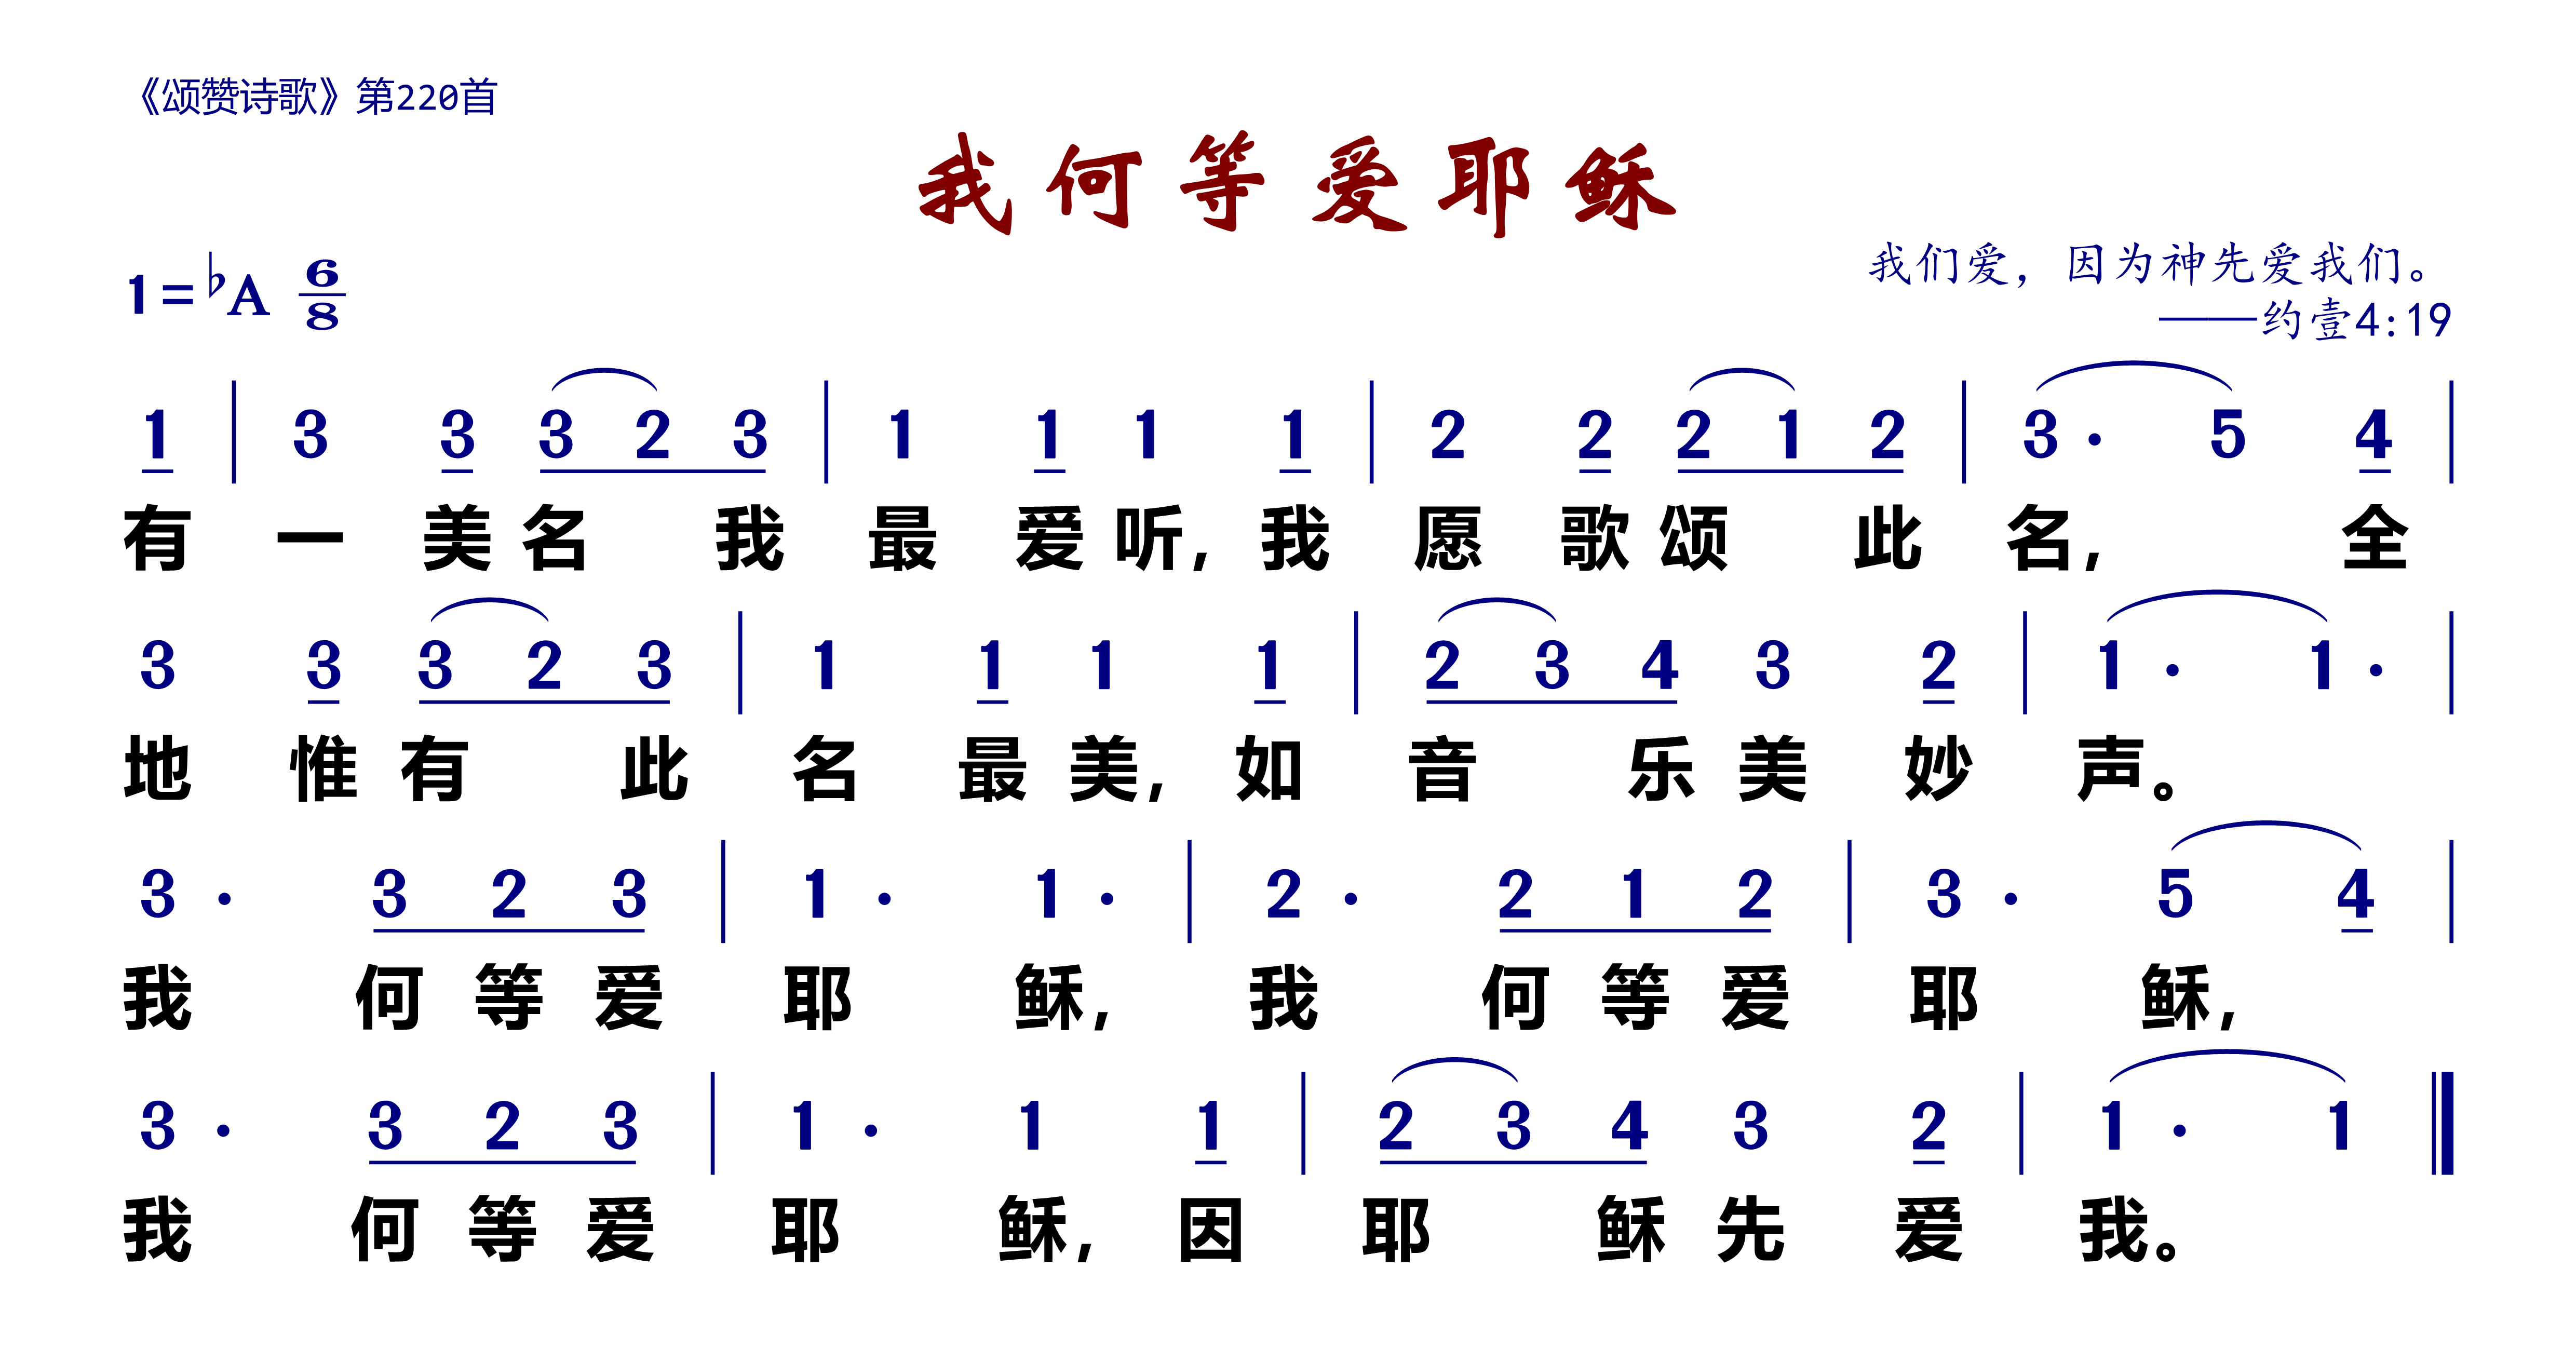 《颂赞诗歌》第220首
我何等爱耶稣
1=♭A 6/8
我们爱，因为神先爱我们。
——约壹4:19
1 | 3 3 3 2 3 | 1 1 1 1 | 2 2 2 1 2 | 3· 5 4 |
有一美名我最爱听，我愿歌颂此名，全
3 3 3 2 3 | 1 1 1 1 | 2 3 4 3 2 | 1· 1· |
地惟有此名最美，如音乐美妙声。
3· 3 2 3 | 1· 1· | 2· 2 1 2 | 3· 5 4 |
我何等爱耶稣，我何等爱耶稣，
3· 3 2 3 | 1· 1 1 | 2 3 4 3 2 | 1· 1 ‖
我何等爱耶稣，因耶稣先爱我。